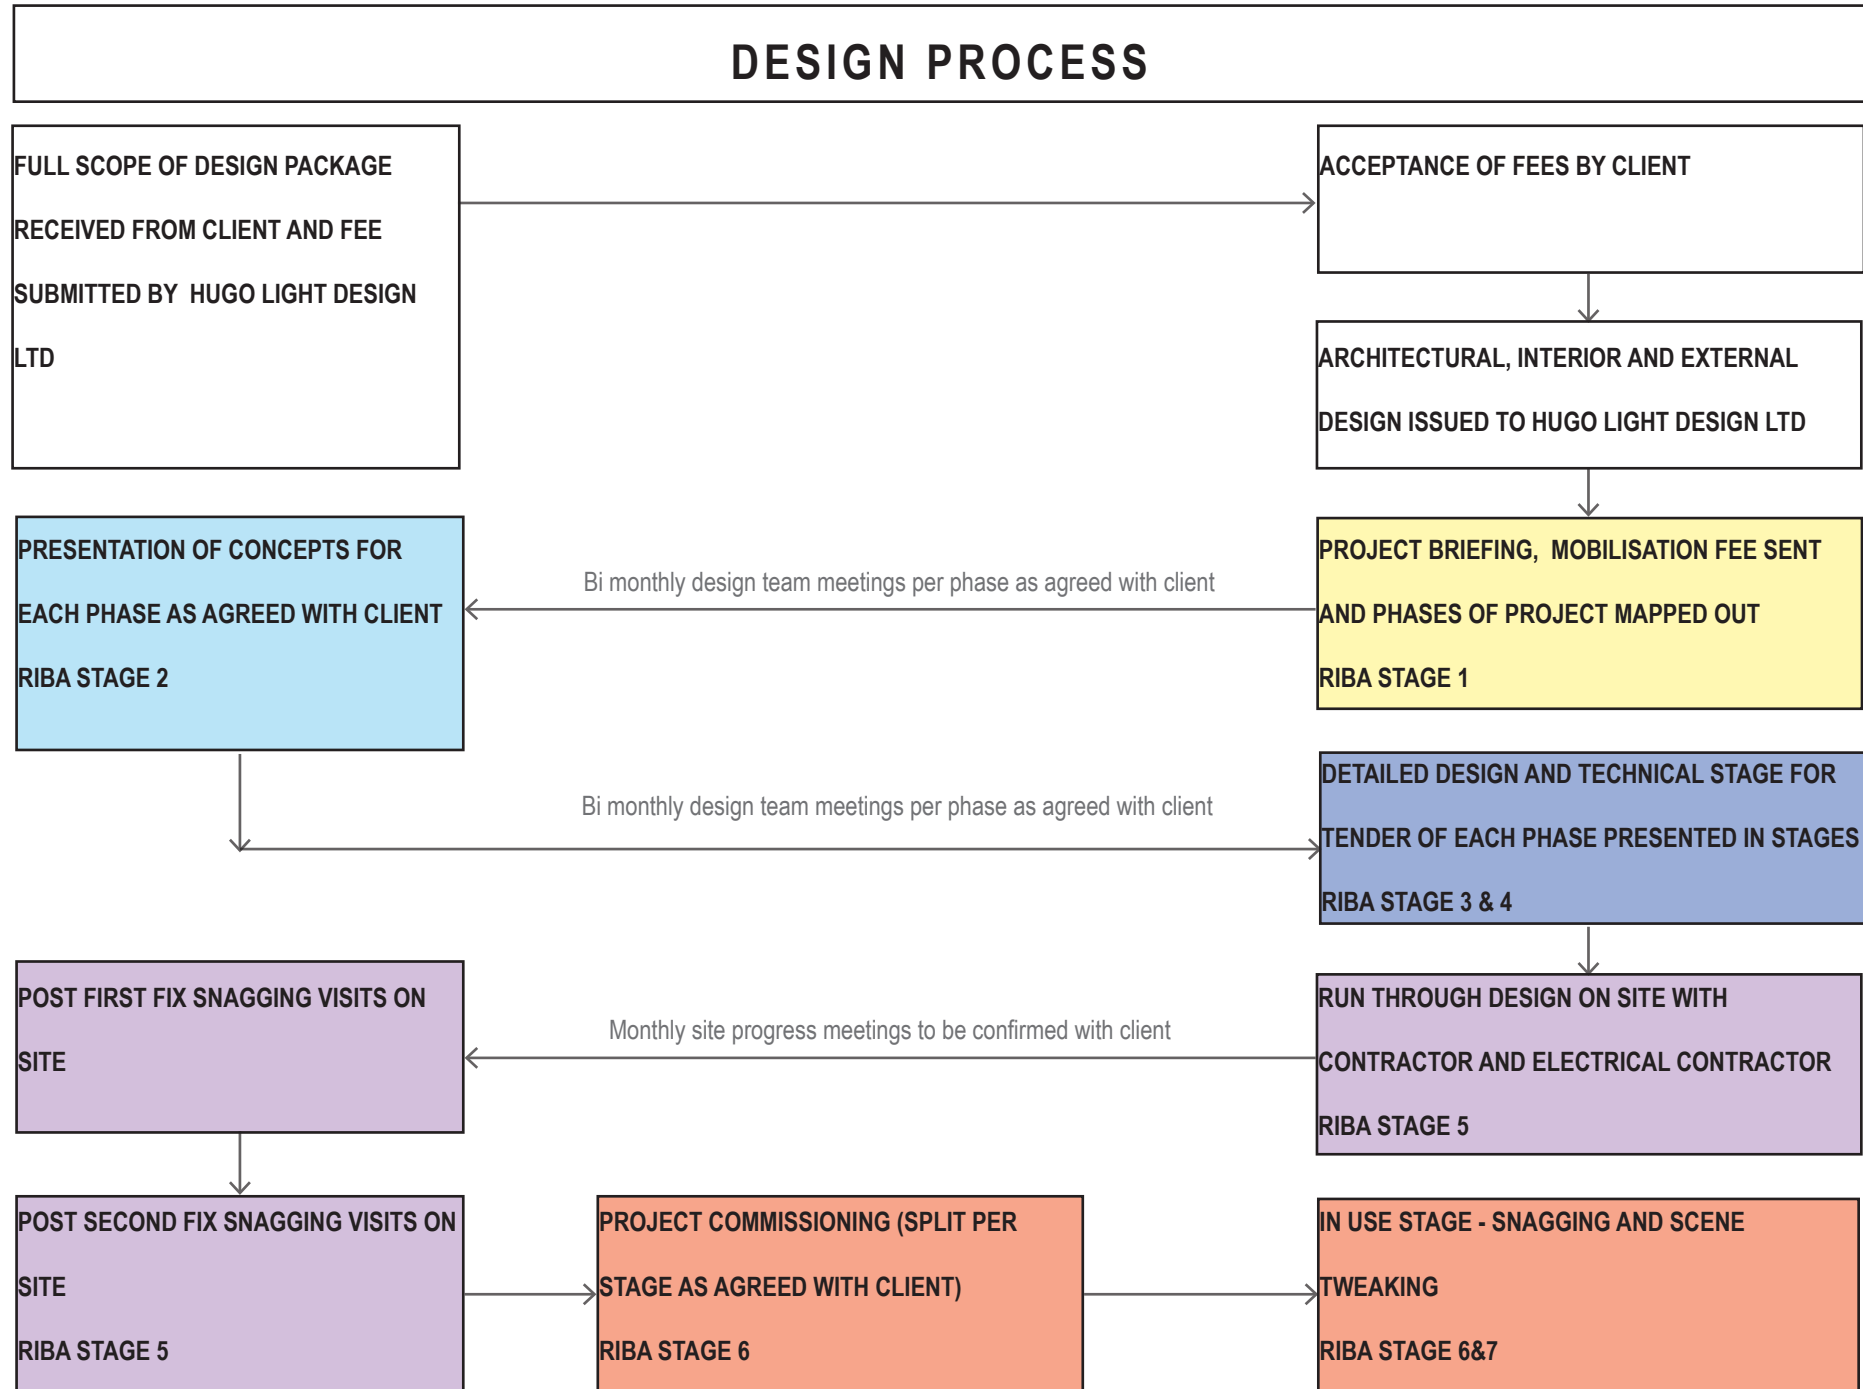 DESIGN PROCESS
FULL SCOPE OF DESIGN PACKAGE
RECEIVED FROM CLIENT AND FEE
SUBMITTED BY HUGO LIGHT DESIGN
LTD
ACCEPTANCE OF FEES BY CLIENT
ARCHITECTURAL, INTERIOR AND EXTERNAL
DESIGN ISSUED TO HUGO LIGHT DESIGN LTD
PROJECT BRIEFING, MOBILISATION FEE SENT
AND PHASES OF PROJECT MAPPED OUT
RIBA STAGE 1
Bi monthly design team meetings per phase as agreed with client
PRESENTATION OF CONCEPTS FOR
EACH PHASE AS AGREED WITH CLIENT
RIBA STAGE 2
Bi monthly design team meetings per phase as agreed with client
DETAILED DESIGN AND TECHNICAL STAGE FOR
TENDER OF EACH PHASE PRESENTED IN STAGES
RIBA STAGE 3 & 4
RUN THROUGH DESIGN ON SITE WITH
CONTRACTOR AND ELECTRICAL CONTRACTOR
RIBA STAGE 5
Monthly site progress meetings to be confirmed with client
POST FIRST FIX SNAGGING VISITS ON
SITE
POST SECOND FIX SNAGGING VISITS ON
SITE
RIBA STAGE 5
PROJECT COMMISSIONING (SPLIT PER
STAGE AS AGREED WITH CLIENT)
RIBA STAGE 6
IN USE STAGE - SNAGGING AND SCENE
TWEAKING
RIBA STAGE 6&7